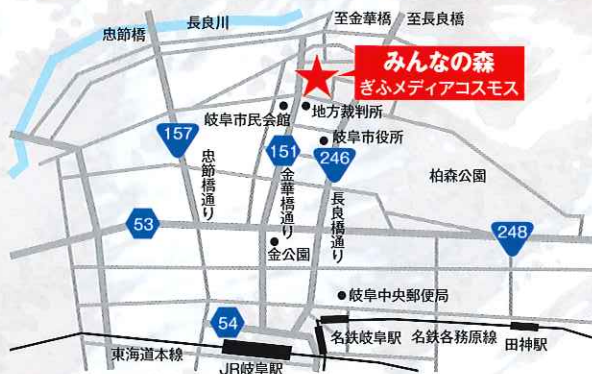 忠節橋
長良川
至金華橋
至長良橋
みんなの森
ぎふメディアコスモス
岐阜市民会館
地方裁判所
岐阜市役所
157
151
246
柏森公園
忠節橋通り
金華橋通り
長良橋通り
53
248
金公園
岐阜中央郵便局
54
名鉄岐阜駅
名鉄各務原線
田神駅
東海道本線
JR岐阜駅